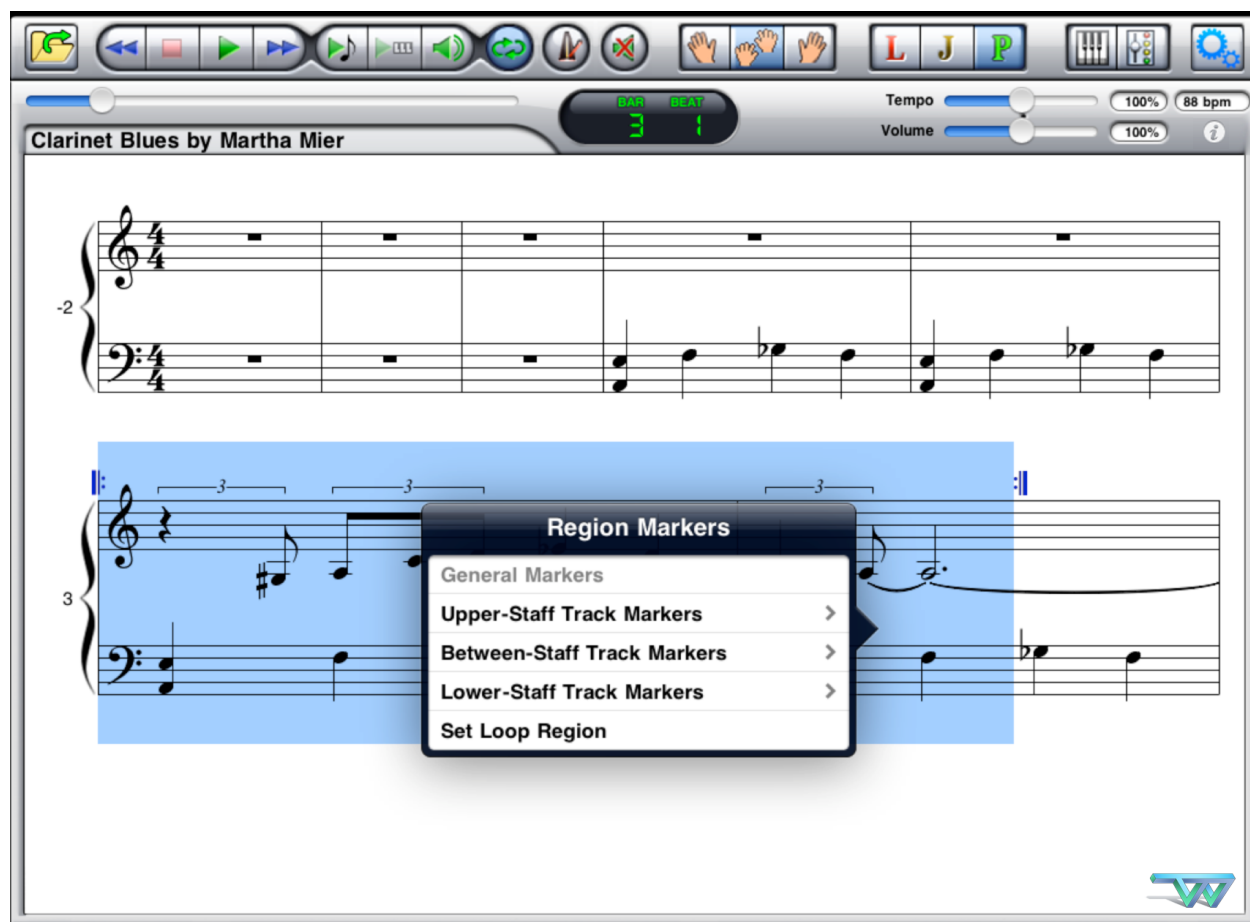 L J P
BAR BEAT
3 1
Tempo 100% 88 bpm
Volume 100%
Clarinet Blues by Martha Mier
4
4
-2
4
4
3 3 3
3
Region Markers
General Markers
Upper-Staff Track Markers
Between-Staff Track Markers
Lower-Staff Track Markers
Set Loop Region